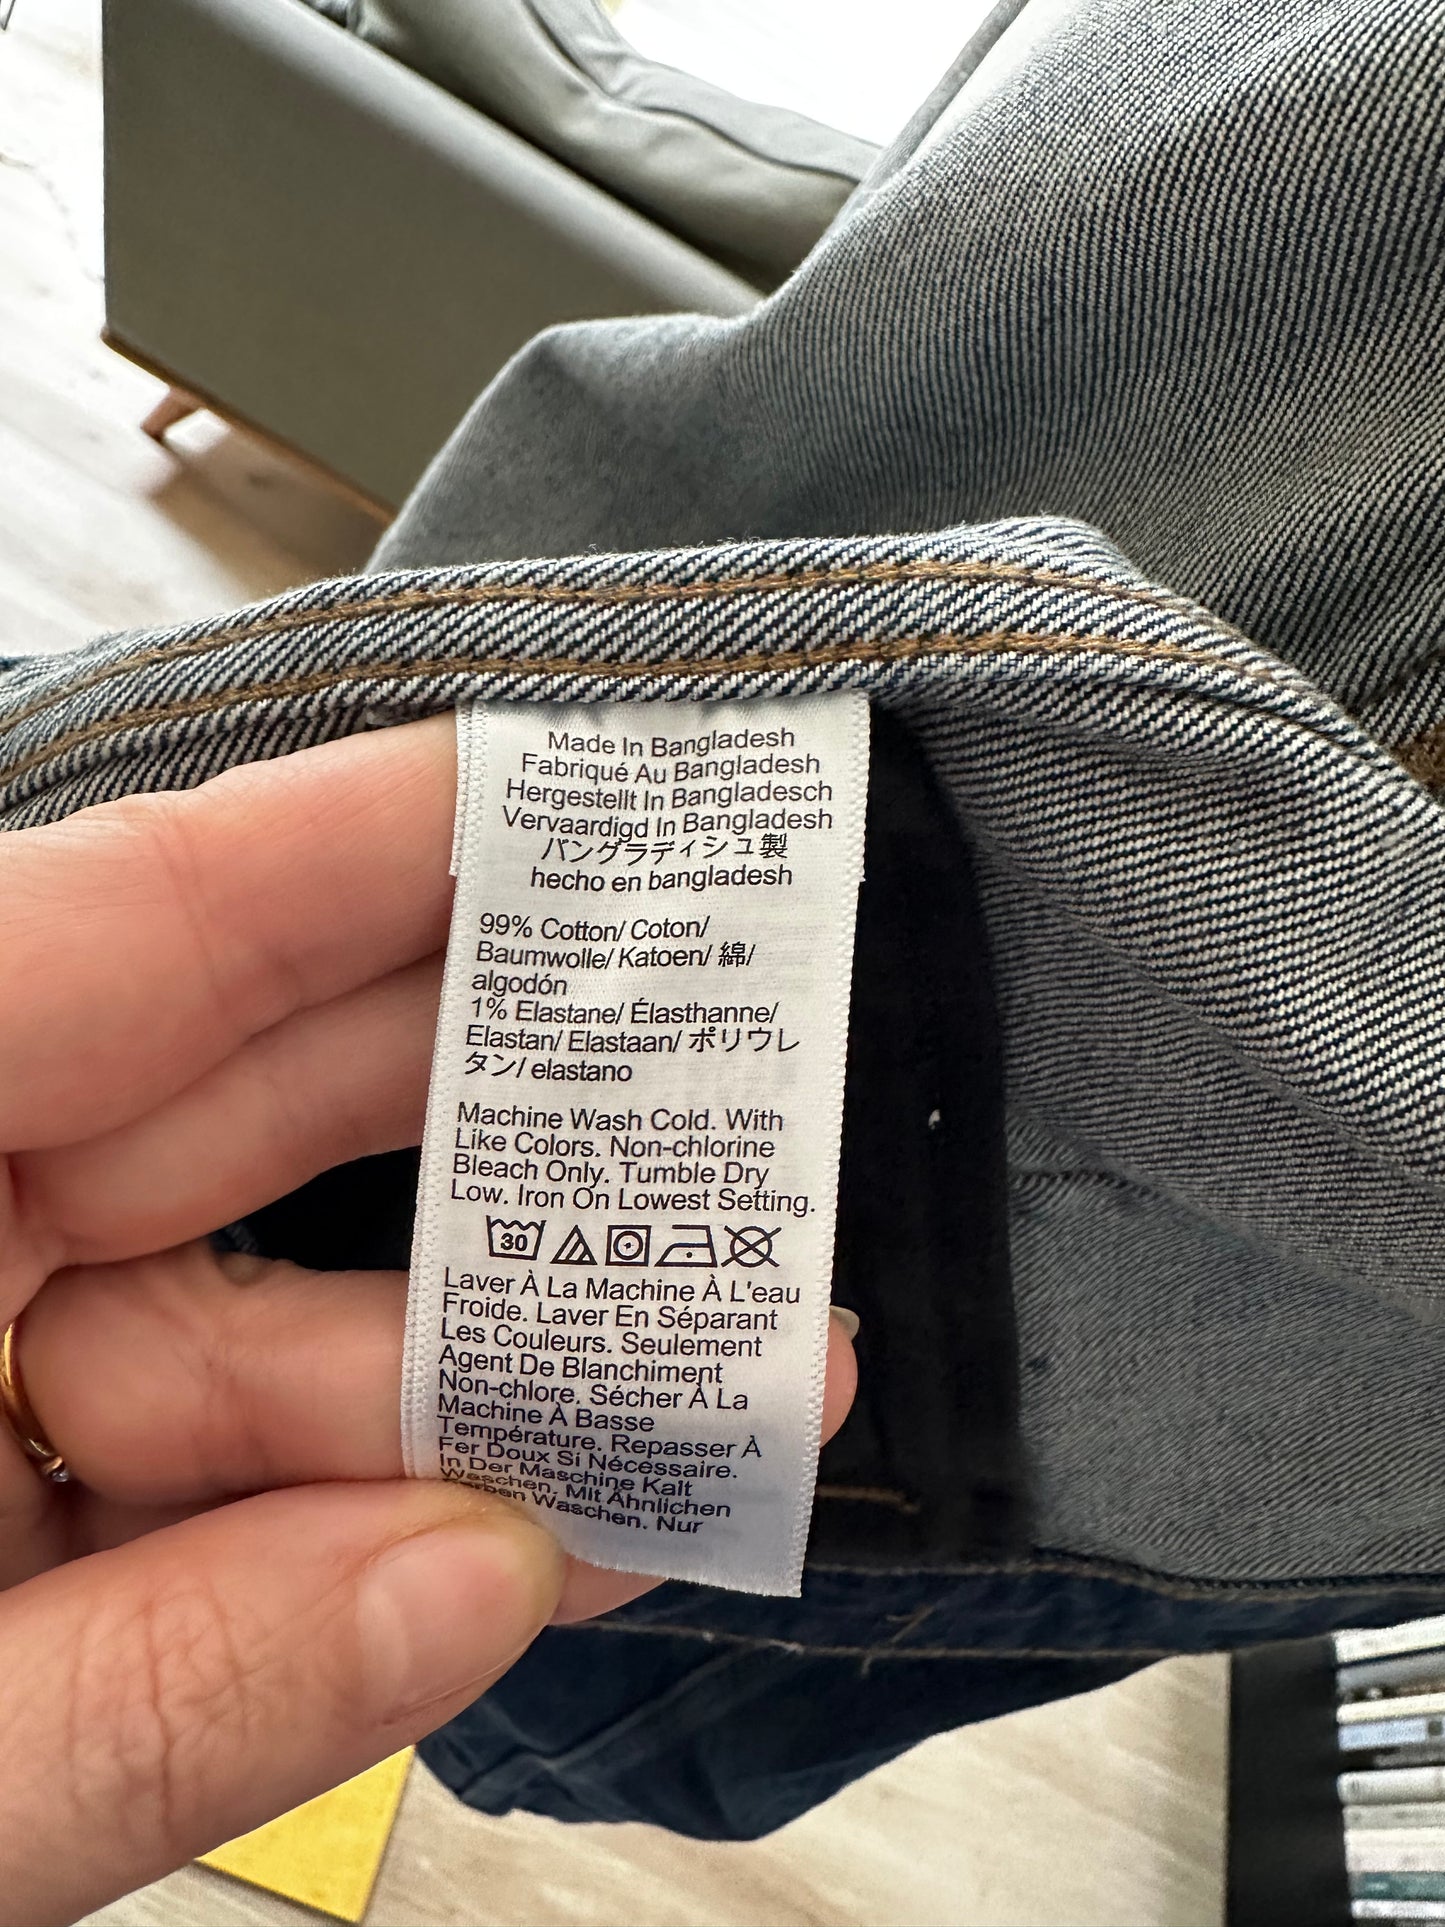 Made In Bangladesh
Fabriqué Au Bangladesh
Hergestellt In Bangladesch
Vervaardigd In Bangladesh
バングラディシュ製
hecho en bangladesh
99% Cotton/ Coton/
Baumwolle/ Katoen/ 綿/
algodón
1% Elastane/ Élasthanne/
Elastan/ Elastaan/ ポリウレ
タン/ elastano
Machine Wash Cold. With
Like Colors. Non-chlorine
Bleach Only. Tumble Dry
Low. Iron On Lowest Setting.
30
Laver À La Machine À L'eau
Froide. Laver En Séparant
Les Couleurs. Seulement
Agent De Blanchiment
Non-chlore. Sécher À La
Machine À Basse
Température. Repasser À
Fer Doux Si Nécessaire.
In Der Maschine Kalt
Waschen. Mit Ähnlichen
Waschen. Nur